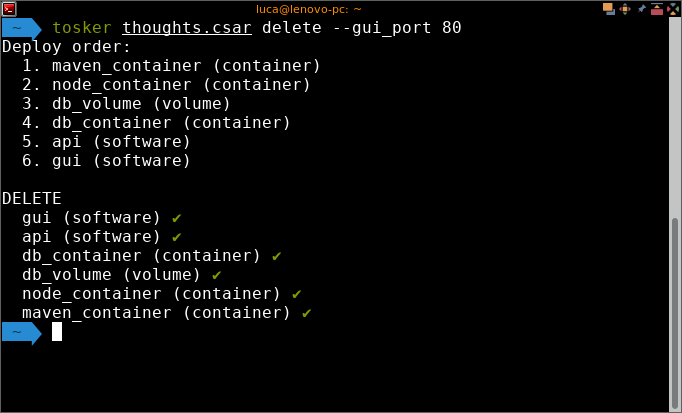 luca@lenovo-pc: ~
~ tosker thoughts.csar delete --gui_port 80
Deploy order:
1. maven_container (container)
2. node_container (container)
3. db_volume (volume)
4. db_container (container)
5. api (software)
6. gui (software)
DELETE
gui (software) ✔
api (software) ✔
db_container (container) ✔
db_volume (volume) ✔
node_container (container) ✔
maven_container (container) ✔
~